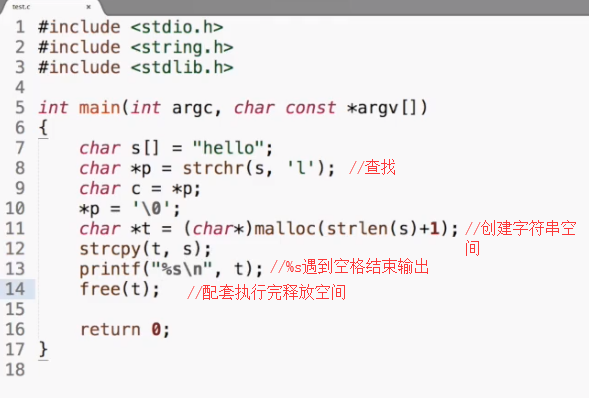 test.c ×
1 #include <stdio.h>
2 #include <string.h>
3 #include <stdlib.h>
4
5 int main(int argc, char const *argv[])
6 {
7 char s[] = "hello";
8 char *p = strchr(s, 'l'); //查找
9 char c = *p;
10 *p = '\0';
11 char *t = (char*)malloc(strlen(s)+1); //创建字符串空
间
12 strcpy(t, s);
13 printf("%s\n", t); //%s遇到空格结束输出
14 free(t); //配套执行完释放空间
15
16 return 0;
17 }
18